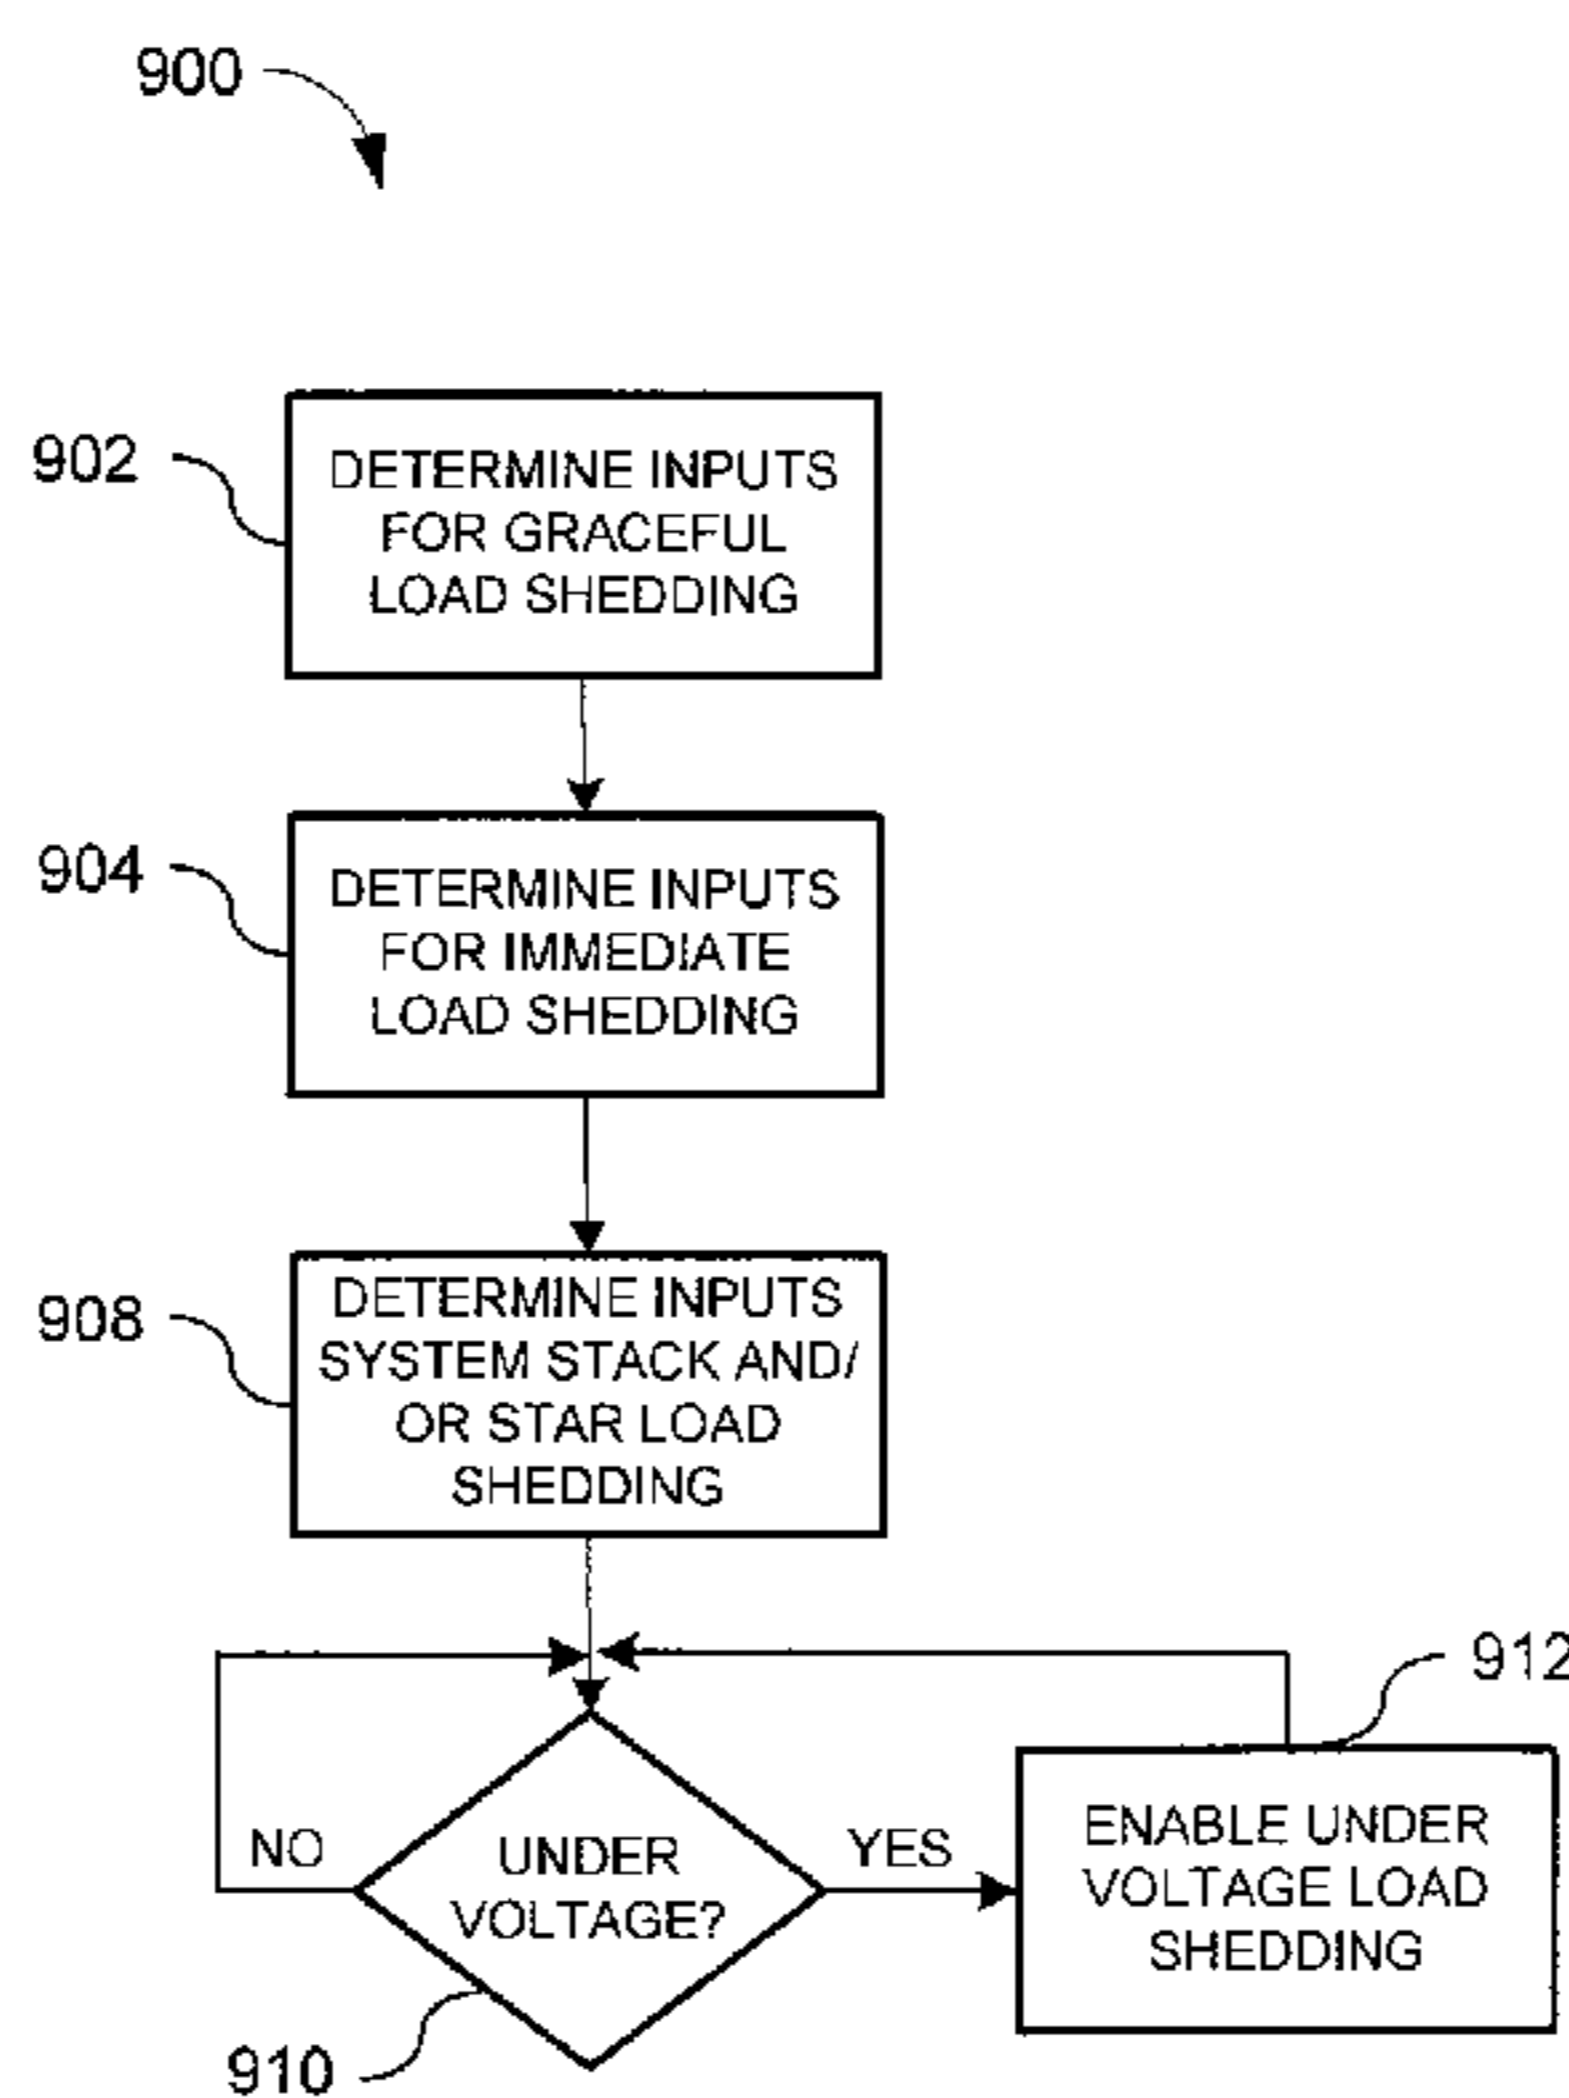 900
902
DETERMINE INPUTS
FOR GRACEFUL
LOAD SHEDDING
904
DETERMINE INPUTS
FOR IMMEDIATE
LOAD SHEDDING
908
DETERMINE INPUTS
SYSTEM STACK AND/
OR STAR LOAD
SHEDDING
912
NO
UNDER
VOLTAGE?
YES
ENABLE UNDER
VOLTAGE LOAD
SHEDDING
910